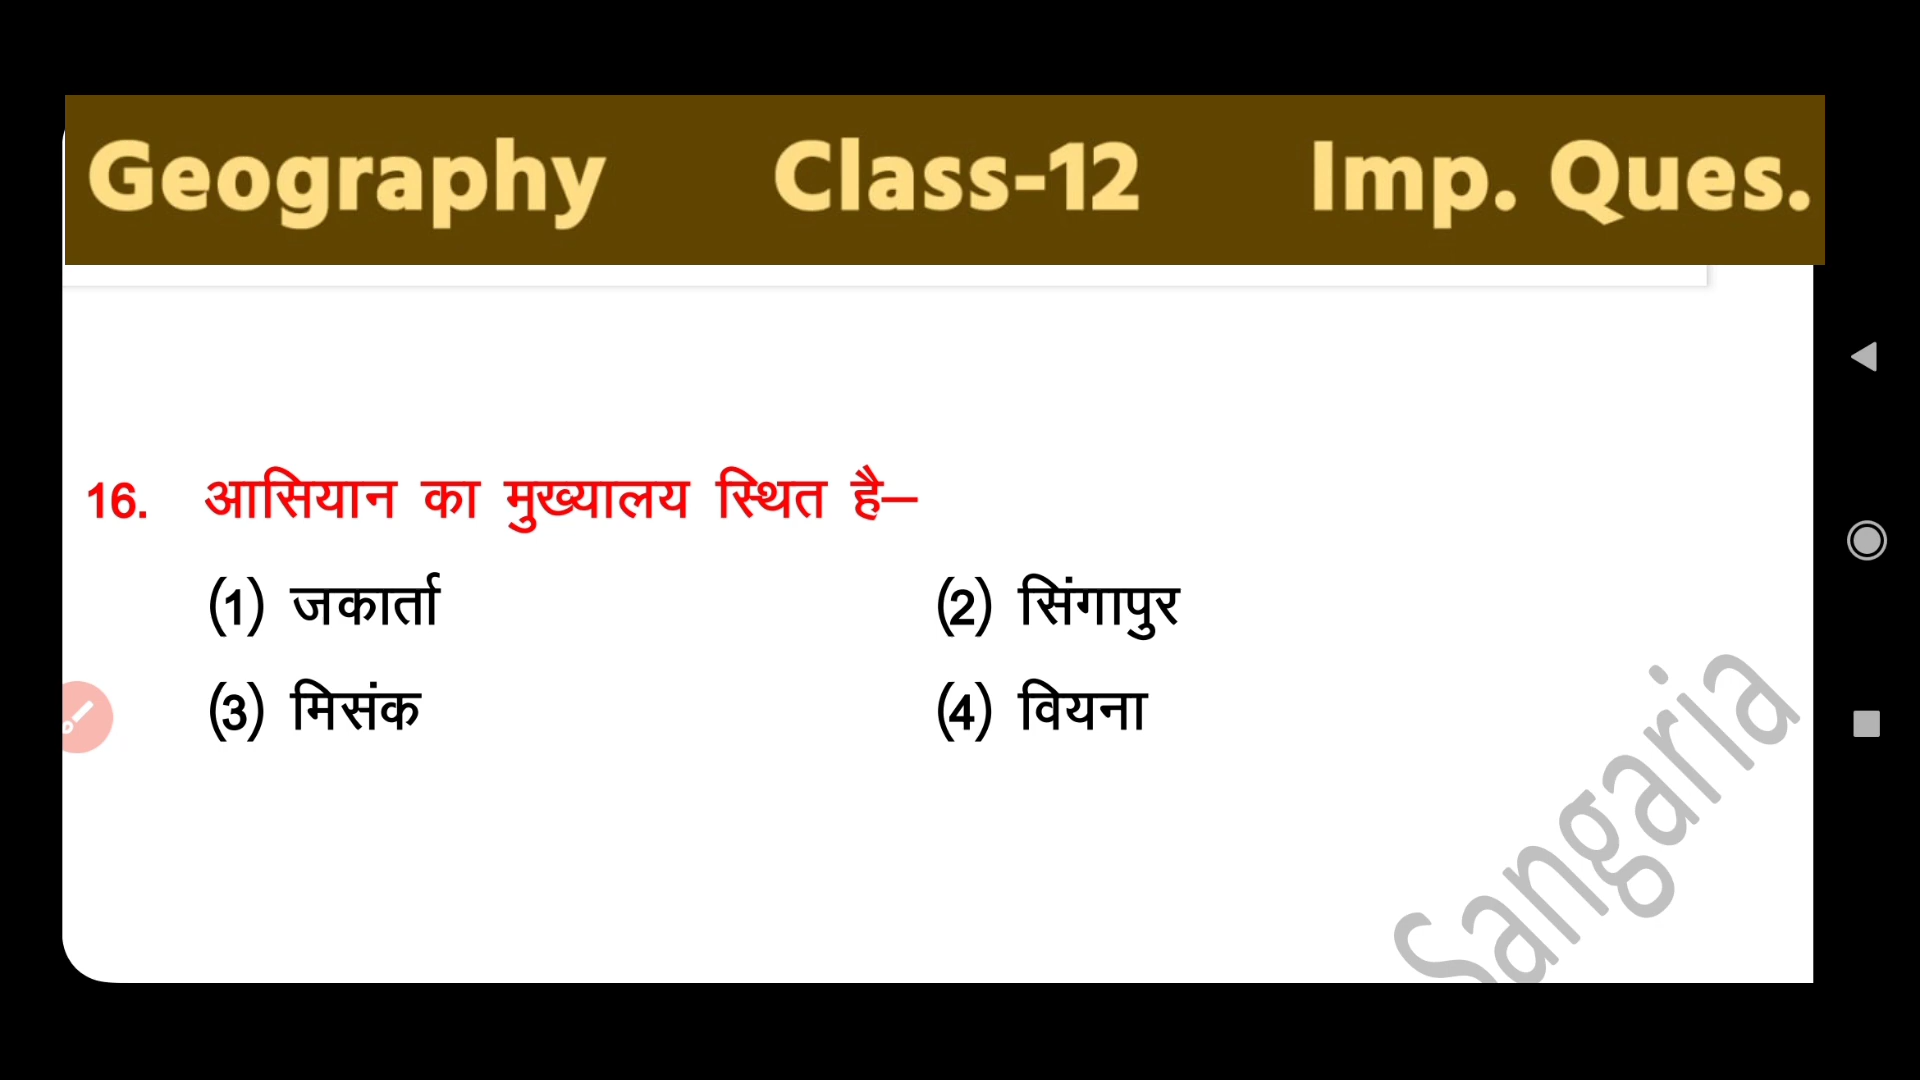 Geography Class-12 Imp. Ques.
16. आसियान का मुख्यालय स्थित है–
(1) जकार्ता (2) सिंगापुर
(3) मिसंक (4) वियना
Sangaria